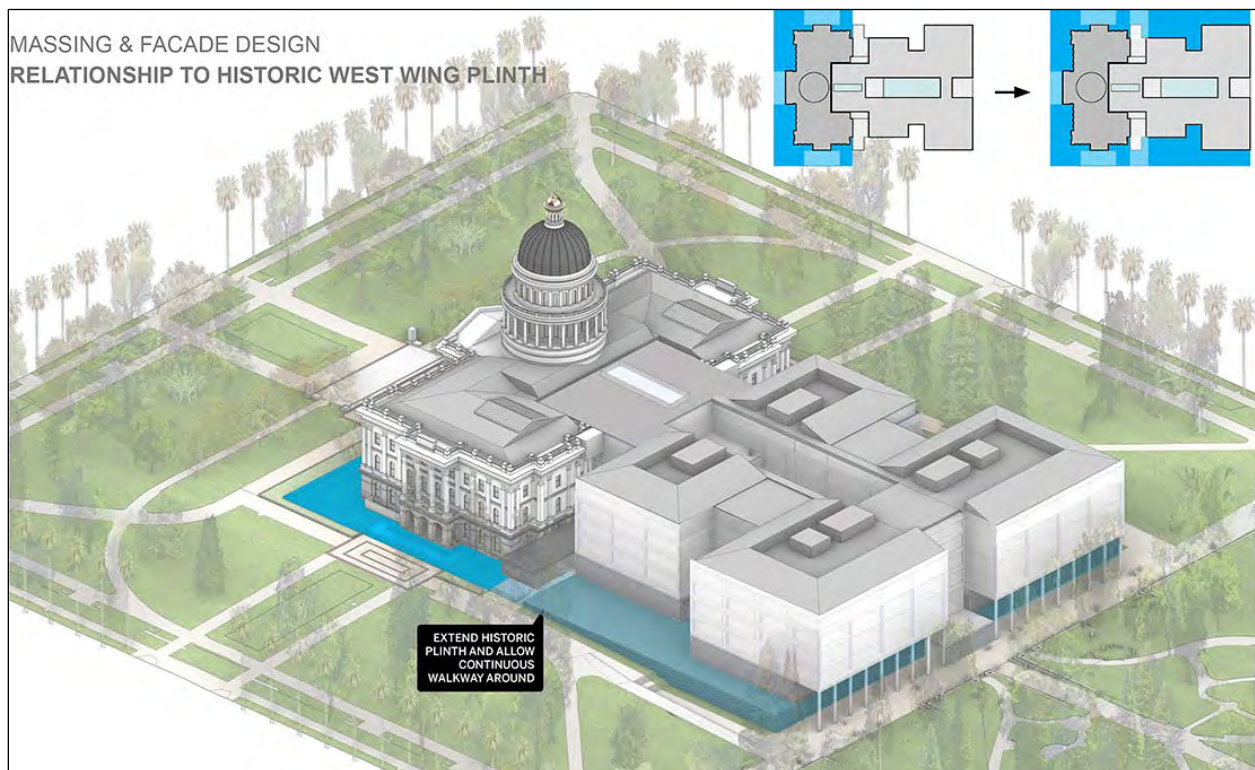 MASSING & FACADE DESIGN
RELATIONSHIP TO HISTORIC WEST WING PLINTH
EXTEND HISTORIC
PLINTH AND ALLOW
CONTINUOUS
WALKWAY AROUND